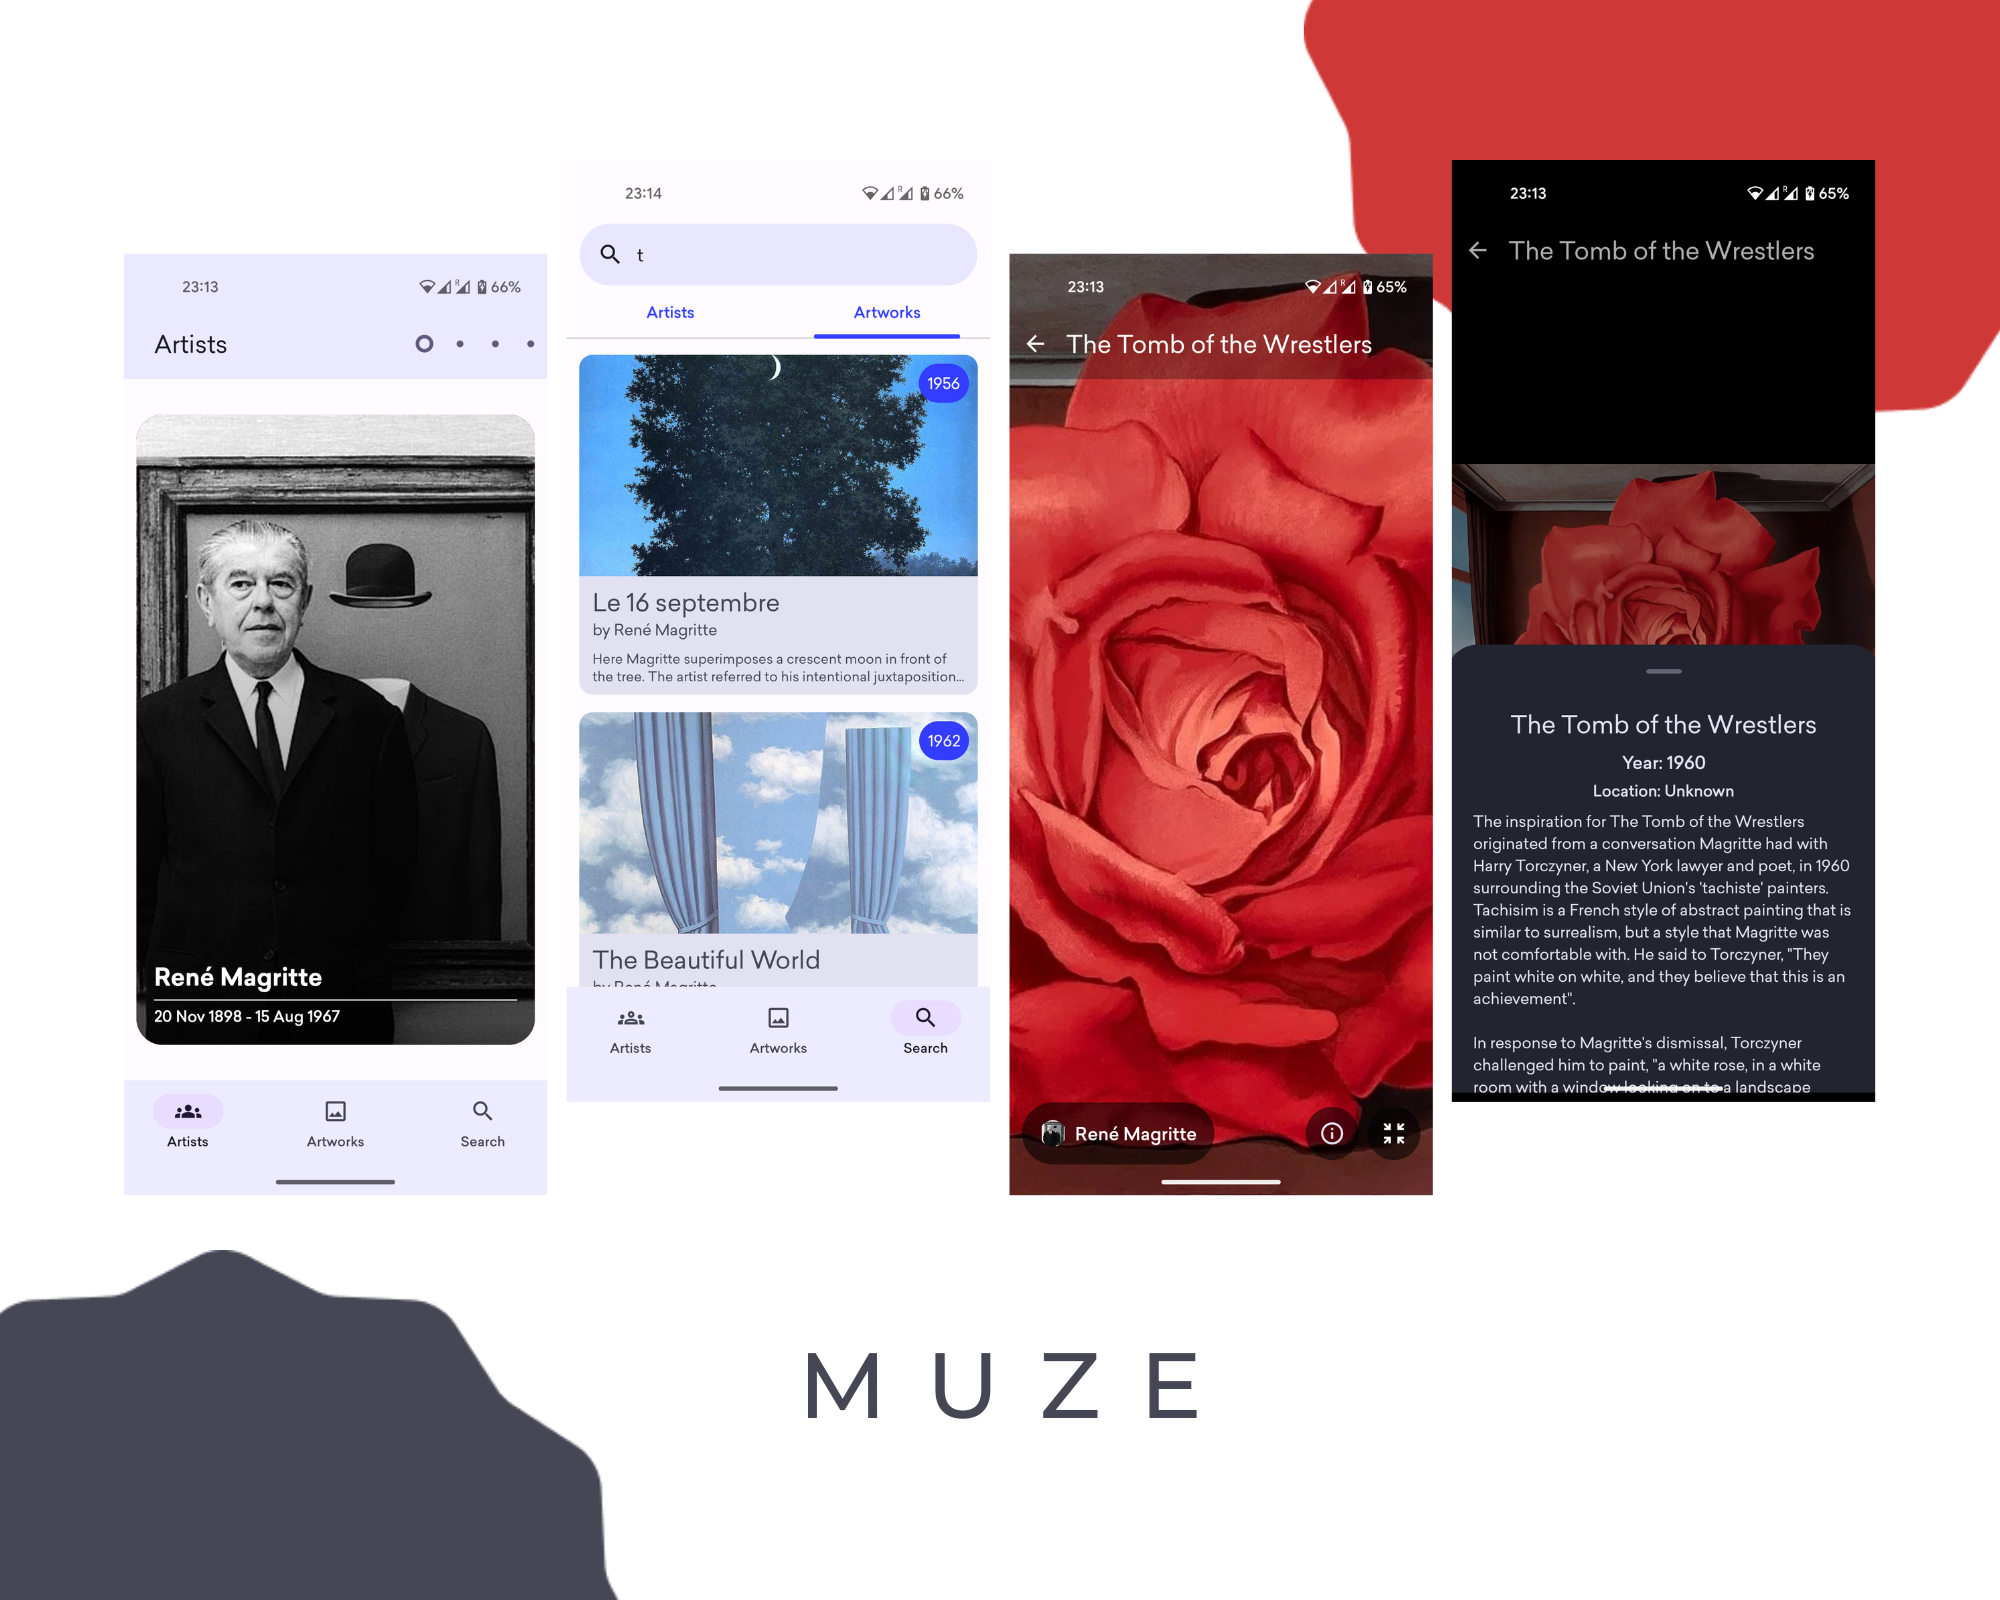 23:13
R
66%
Artists
René Magritte
20 Nov 1898 - 15 Aug 1967
Artists
Artworks
Search
23:14
R
66%
t
Artists
Artworks
1956
Le 16 septembre
by René Magritte
Here Magritte superimposes a crescent moon in front of
the tree. The artist referred to his intentional juxtaposition...
1962
The Beautiful World
by René Magritte
Artists
Artworks
Search
23:13
R
65%
The Tomb of the Wrestlers
René Magritte
23:13
R
65%
The Tomb of the Wrestlers
The Tomb of the Wrestlers
Year: 1960
Location: Unknown
The inspiration for The Tomb of the Wrestlers
originated from a conversation Magritte had with
Harry Torczyner, a New York lawyer and poet, in 1960
surrounding the Soviet Union's 'tachiste' painters.
Tachisim is a French style of abstract painting that is
similar to surrealism, but a style that Magritte was
not comfortable with. He said to Torczyner, "They
paint white on white, and they believe that this is an
achievement".
In response to Magritte's dismissal, Torczyner
challenged him to paint, "a white rose, in a white
room with a window looking on to a landscape
MUZE